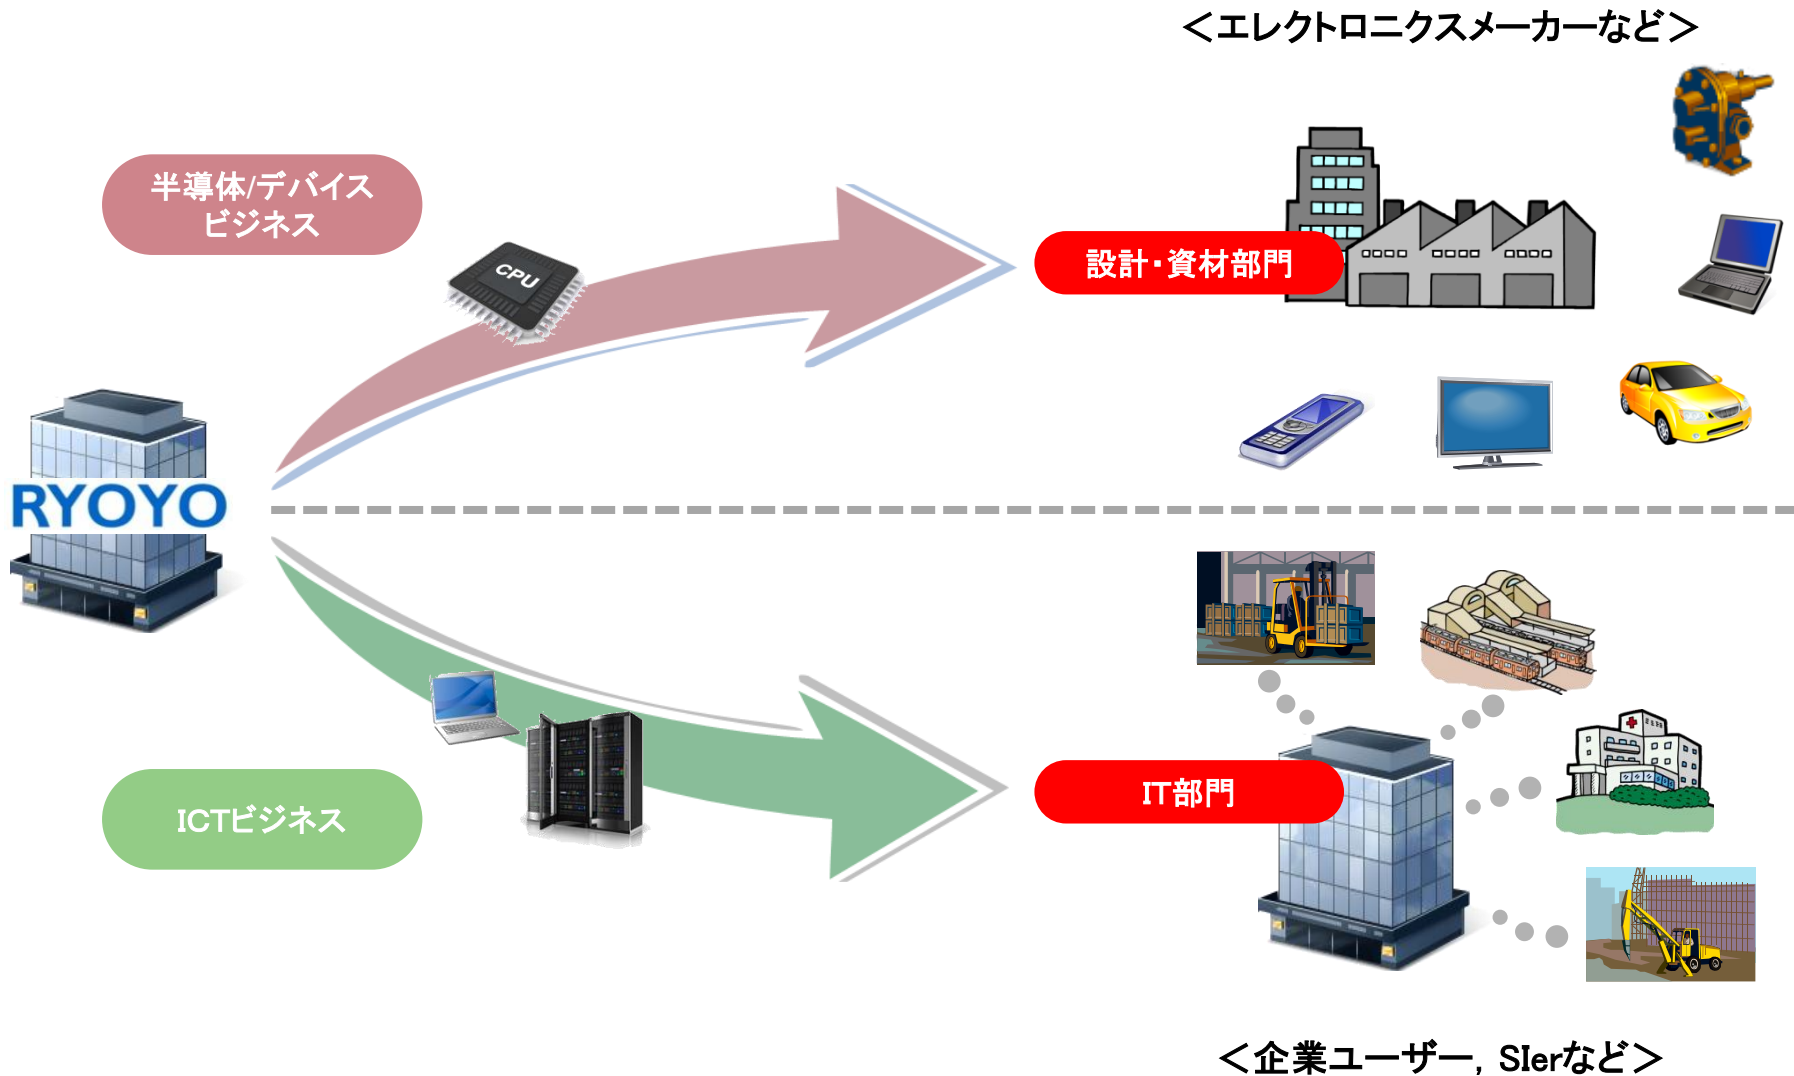 ＜エレクトロニクスメーカーなど＞
半導体/デバイス
ビジネス
CPU
設計・資材部門
RYOYO
ICTビジネス
IT部門
＜企業ユーザー, SIerなど＞